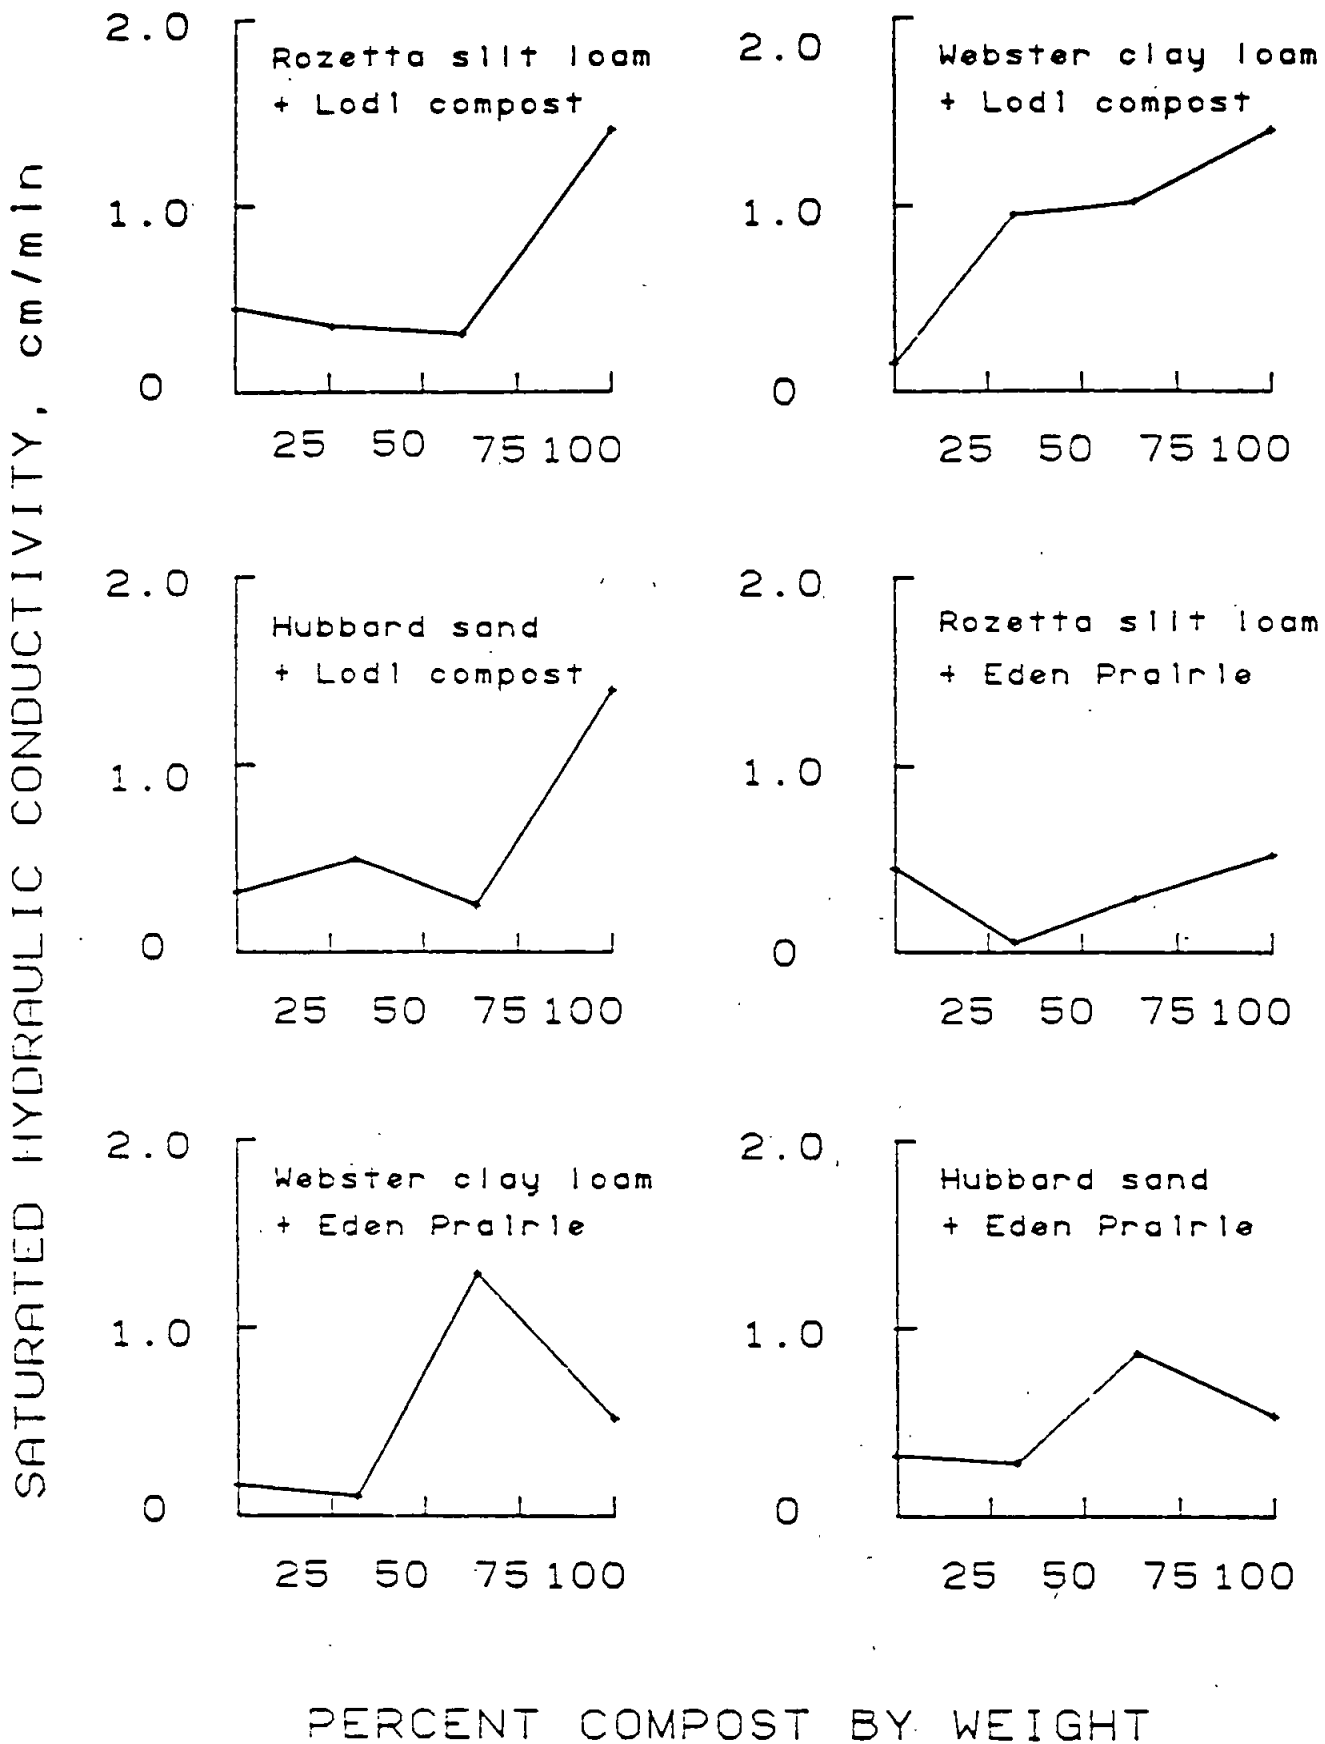 SATURATED HYDRAULIC CONDUCTIVITY, cm/min
2.0
Rozetta silt loam
+ Lodi compost
1.0
0
25 50 75 100
2.0
Webster clay loam
+ Lodi compost
1.0
0
25 50 75 100
2.0
Hubbard sand
+ Lodi compost
1.0
0
25 50 75 100
2.0
Rozetta silt loam
+ Eden Prairie
1.0
0
25 50 75 100
2.0
Webster clay loam
+ Eden Prairie
1.0
0
25 50 75 100
2.0
Hubbard sand
+ Eden Prairie
1.0
0
25 50 75 100
PERCENT COMPOST BY WEIGHT